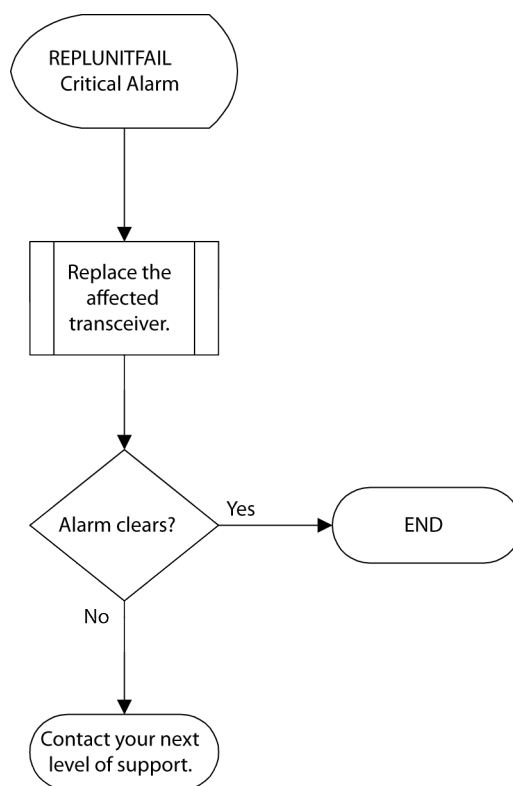 REPLUNITFAIL
Critical Alarm
Replace the
affected
transceiver.
Alarm clears?
Yes
END
No
Contact your next
level of support.